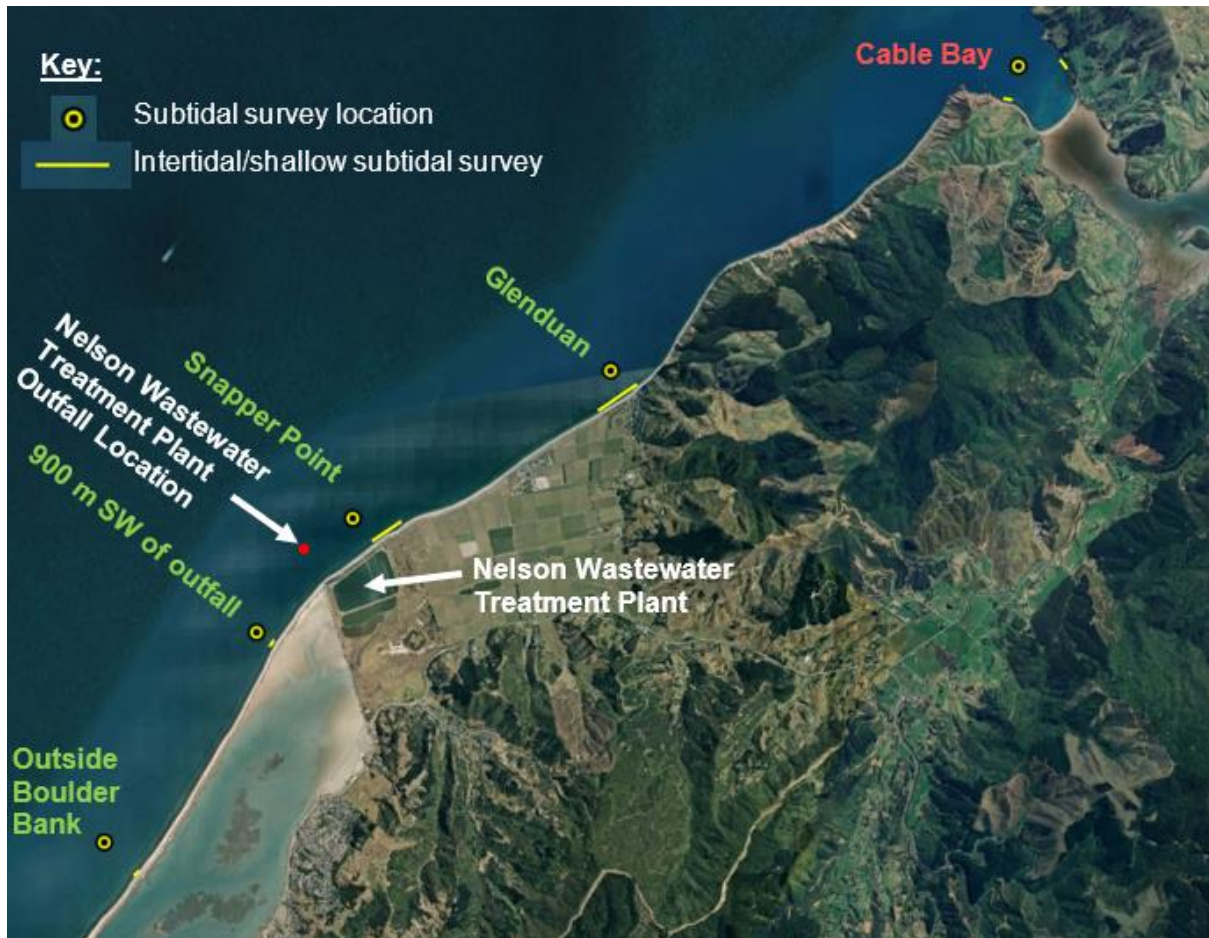 Key:
Subtidal survey location
Intertidal/shallow subtidal survey
Cable Bay
Glenduan
Snapper Point
Nelson Wastewater
Treatment Plant
Outfall Location
900 m SW of outfall
Nelson Wastewater
Treatment Plant
Outside
Boulder
Bank